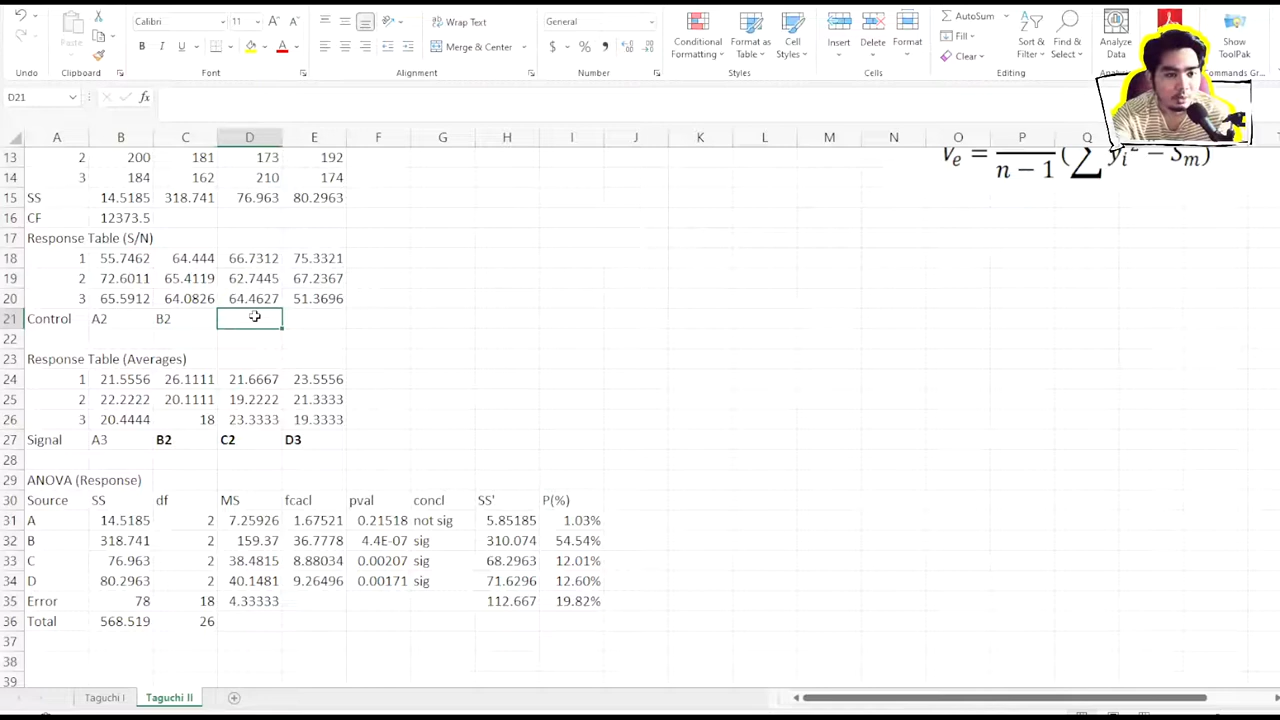 Calibri 11 Wrap Text General AutoSum
Paste B I U Merge & Center $ % Conditional Formatting Format as Table Cell Styles Insert Delete Format Fill Clear Sort & Filter Find & Select Analyze Data Show ToolPak
Undo Clipboard Font Alignment Number Styles Cells Editing
D21 fx
A B C D E F G H I J K L M N O P Q
13 2 200 181 173 192
14 3 184 162 210 174
15 SS 14.5185 318.741 76.963 80.2963
16 CF 12373.5
17 Response Table (S/N)
18 1 55.7462 64.444 66.7312 75.3321
19 2 72.6011 65.4119 62.7445 67.2367
20 3 65.5912 64.0826 64.4627 51.3696
21 Control A2 B2
22
23 Response Table (Averages)
24 1 21.5556 26.1111 21.6667 23.5556
25 2 22.2222 20.1111 19.2222 21.3333
26 3 20.4444 18 23.3333 19.3333
27 Signal A3 B2 C2 D3
28
29 ANOVA (Response)
30 Source SS df MS fcacl pval concl SS' P(%)
31 A 14.5185 2 7.25926 1.67521 0.21518 not sig 5.85185 1.03%
32 B 318.741 2 159.37 36.7778 4.4E-07 sig 310.074 54.54%
33 C 76.963 2 38.4815 8.88034 0.00207 sig 68.2963 12.01%
34 D 80.2963 2 40.1481 9.26496 0.00171 sig 71.6296 12.60%
35 Error 78 18 4.33333 112.667 19.82%
36 Total 568.519 26
37
38
39
Taguchi I Taguchi II